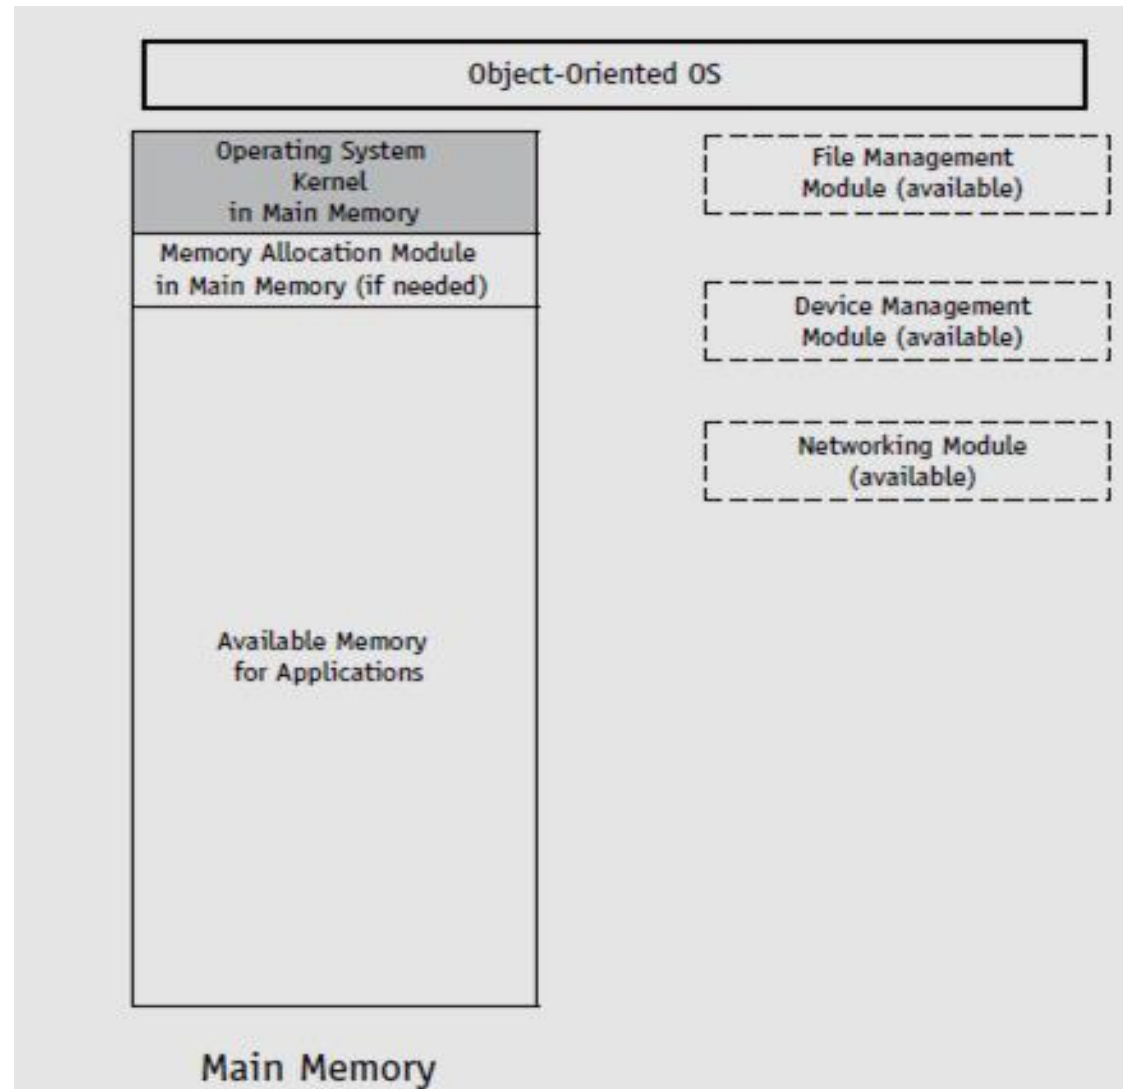 Object-Oriented OS
Operating System
Kernel
in Main Memory
Memory Allocation Module
in Main Memory (if needed)
Available Memory
for Applications
Main Memory
File Management
Module (available)
Device Management
Module (available)
Networking Module
(available)